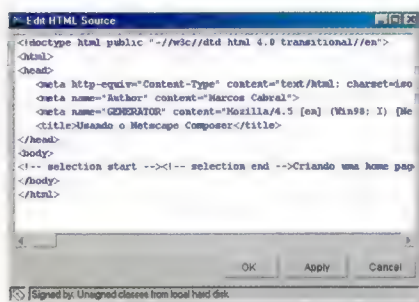 Edit HTML Source
<!doctype html public "-//w3c//dtd html 4.0 transitional//en">
<html>
<head>
<meta http-equiv="Content-Type" content="text/html; charset=iso
<meta name="Author" content="Marcos Cabral">
<meta name="GENERATOR" content="Mozilla/4.5 [en] (Win98; I) [Ne
<title>Usando o Netscape Composer</title>
</head>
<body>
<!-- selection start --><!-- selection end -->Criando uma home pag
</body>
</html>
OK Apply Cancel
Signed by: Unsigned classes from local hard disk